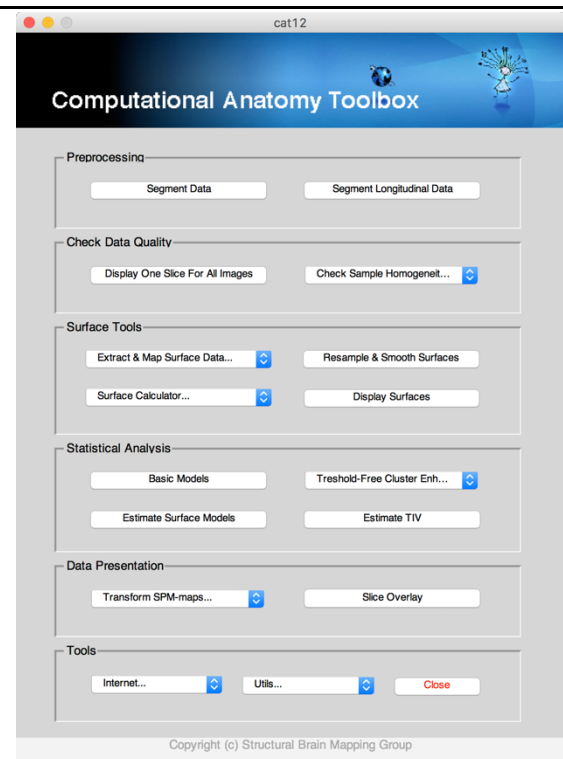 cat12
Computational Anatomy Toolbox
Preprocessing
Segment Data Segment Longitudinal Data
Check Data Quality
Display One Slice For All Images Check Sample Homogeneit...
Surface Tools
Extract & Map Surface Data... Resample & Smooth Surfaces
Surface Calculator... Display Surfaces
Statistical Analysis
Basic Models Treshold-Free Cluster Enh...
Estimate Surface Models Estimate TIV
Data Presentation
Transform SPM-maps... Slice Overlay
Tools
Internet... Utils... Close
Copyright (c) Structural Brain Mapping Group